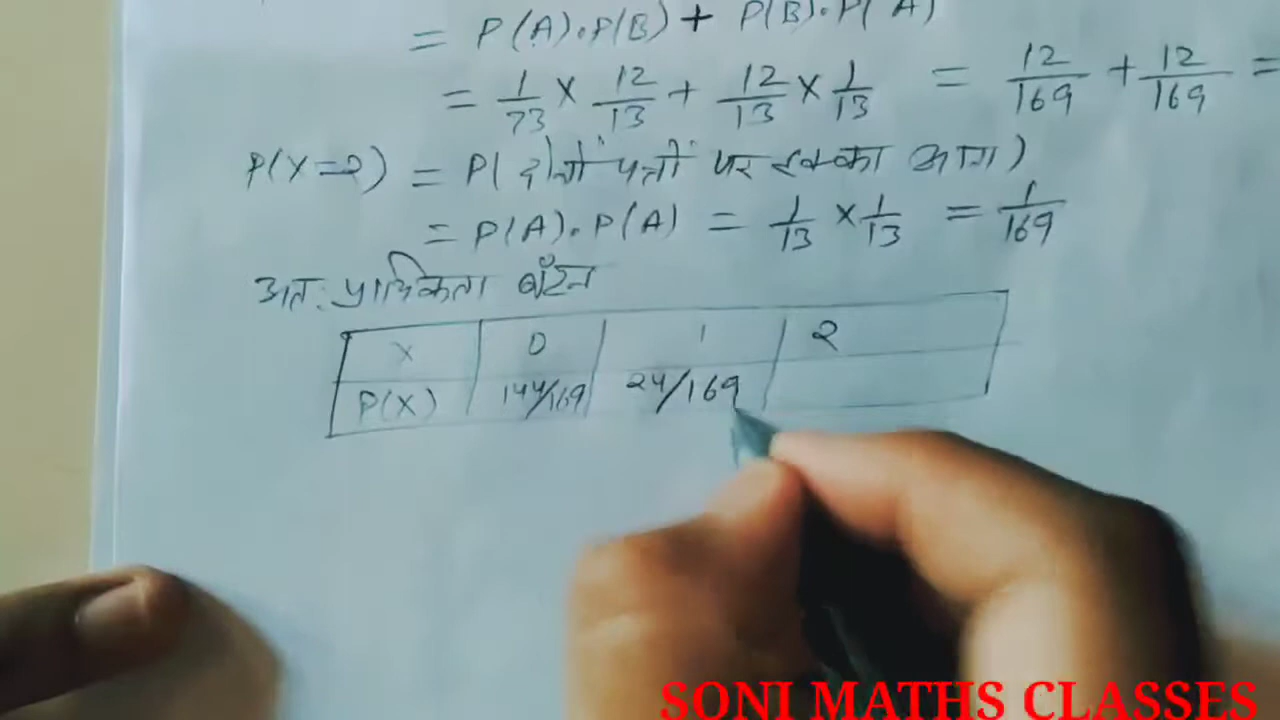 = P(A).P(B) + P(B).P(A)
= 1/73 × 12/13 + 12/13 × 1/13 = 12/169 + 12/169 =
P(X=2) = P( दोनों पत्तों पर इक्का आना )
= P(A).P(A) = 1/13 × 1/13 = 1/169
अत: प्रायिकता बाँटन
X 0 1 2
P(X) 144/169 24/169
SONI MATHS CLASSES